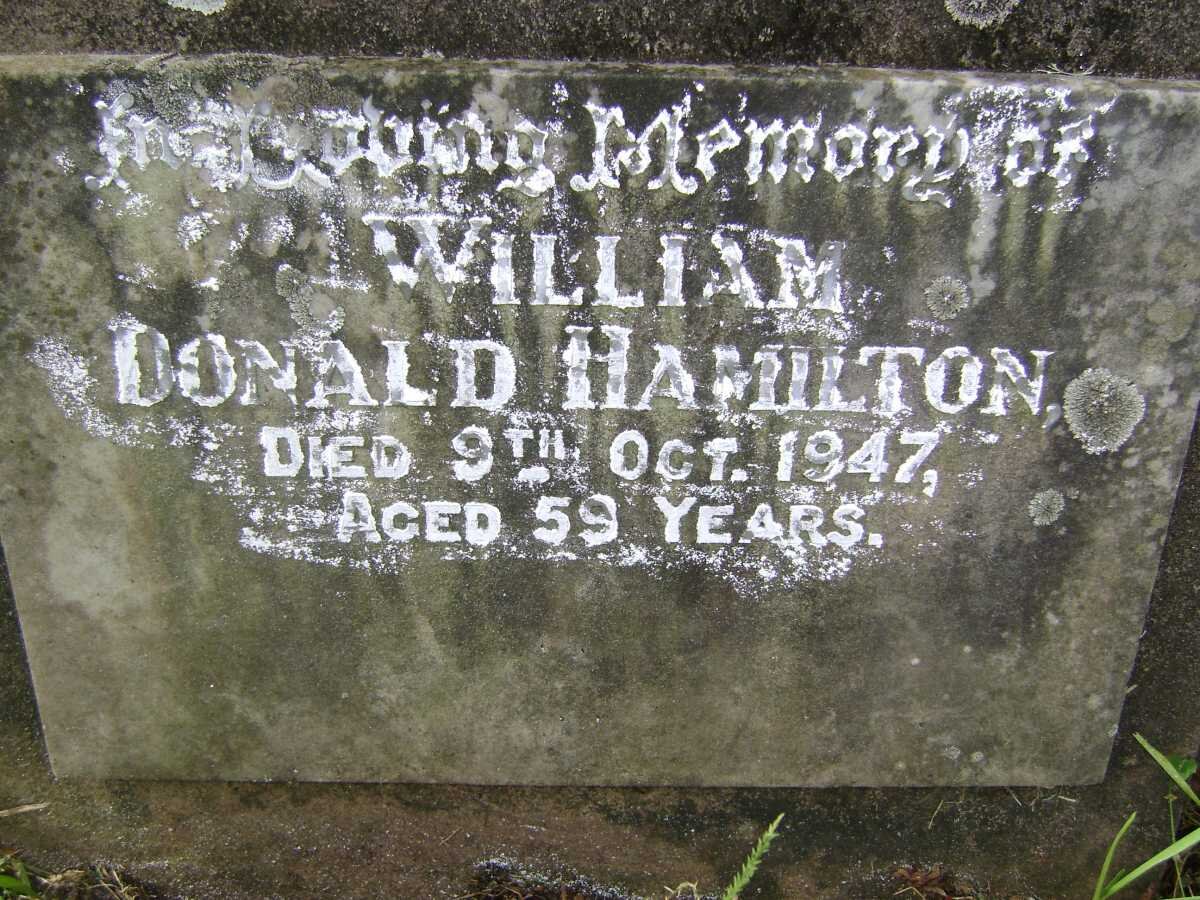 In Loving Memory of
WILLIAM
DONALD HAMILTON,
DIED 9TH OCT. 1947,
AGED 59 YEARS.